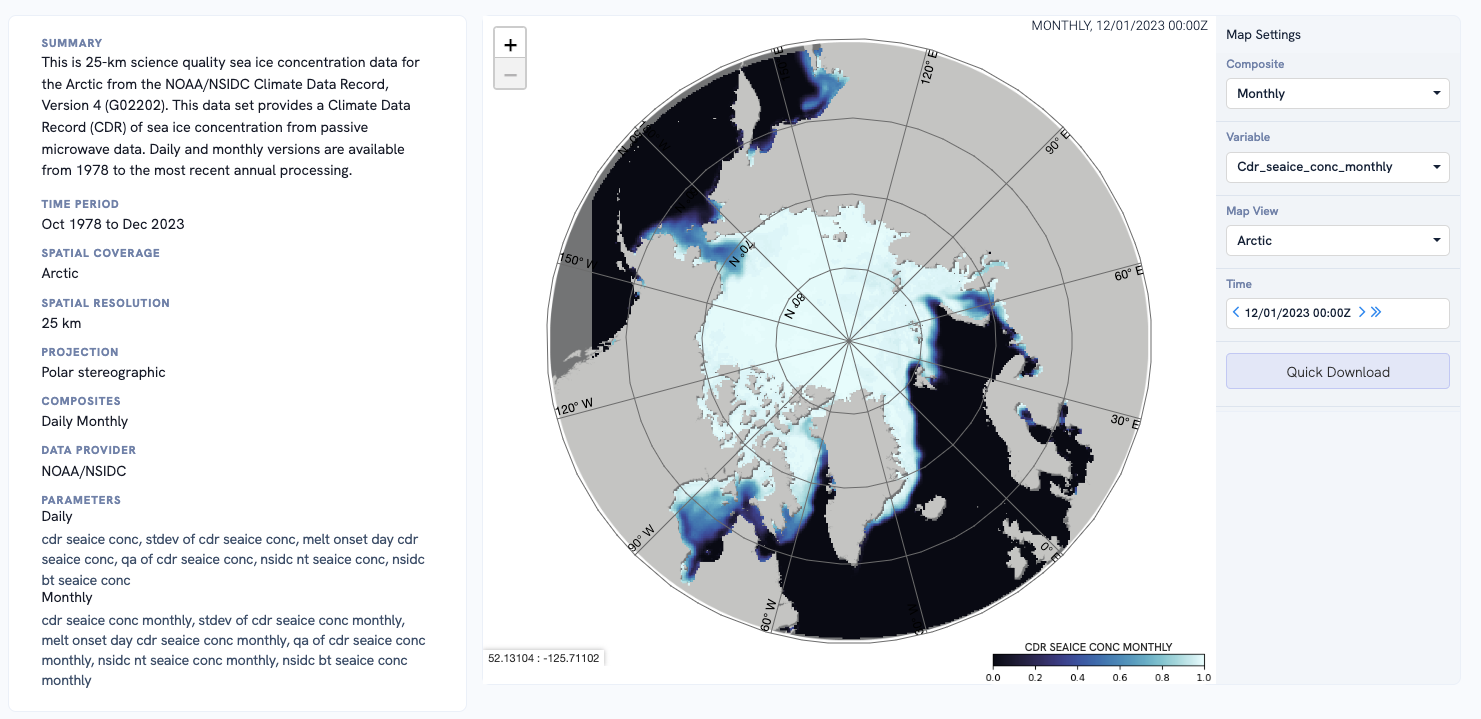 SUMMARY
This is 25-km science quality sea ice concentration data for
the Arctic from the NOAA/NSIDC Climate Data Record,
Version 4 (G02202). This data set provides a Climate Data
Record (CDR) of sea ice concentration from passive
microwave data. Daily and monthly versions are available
from 1978 to the most recent annual processing.
TIME PERIOD
Oct 1978 to Dec 2023
SPATIAL COVERAGE
Arctic
SPATIAL RESOLUTION
25 km
PROJECTION
Polar stereographic
COMPOSITES
Daily Monthly
DATA PROVIDER
NOAA/NSIDC
PARAMETERS
Daily
cdr seaice conc, stdev of cdr seaice conc, melt onset day cdr
seaice conc, qa of cdr seaice conc, nsidc nt seaice conc, nsidc
bt seaice conc
Monthly
cdr seaice conc monthly, stdev of cdr seaice conc monthly,
melt onset day cdr seaice conc monthly, qa of cdr seaice conc
monthly, nsidc nt seaice conc monthly, nsidc bt seaice conc
monthly
+
−
MONTHLY, 12/01/2023 00:00Z
120° E
90° E
60° E
30° E
0° E
60° W
90° W
120° W
150° W
70° N
80° N
52.13104 : -125.71102
CDR SEAICE CONC MONTHLY
0.0 0.2 0.4 0.6 0.8 1.0
Map Settings
Composite
Monthly
Variable
Cdr_seaice_conc_monthly
Map View
Arctic
Time
12/01/2023 00:00Z
Quick Download